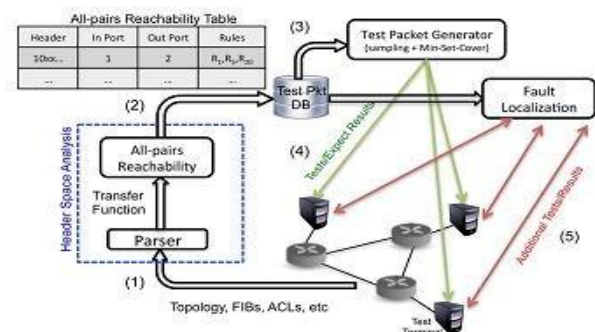 All-pairs Reachability Table
Header In Port Out Port Rules
10xx... 1 2 R1,R5,R20
... ... ... ...
(3)
Test Packet Generator
(sampling + Min-Set-Cover)
(2)
Test Pkt
DB
Fault
Localization
Header Space Analysis
All-pairs
Reachability
Transfer
Function
Parser
(4)
Tests/Expect Results
(5)
Additional Tests/Results
(1)
Topology, FIBs, ACLs, etc
Test
Terminal